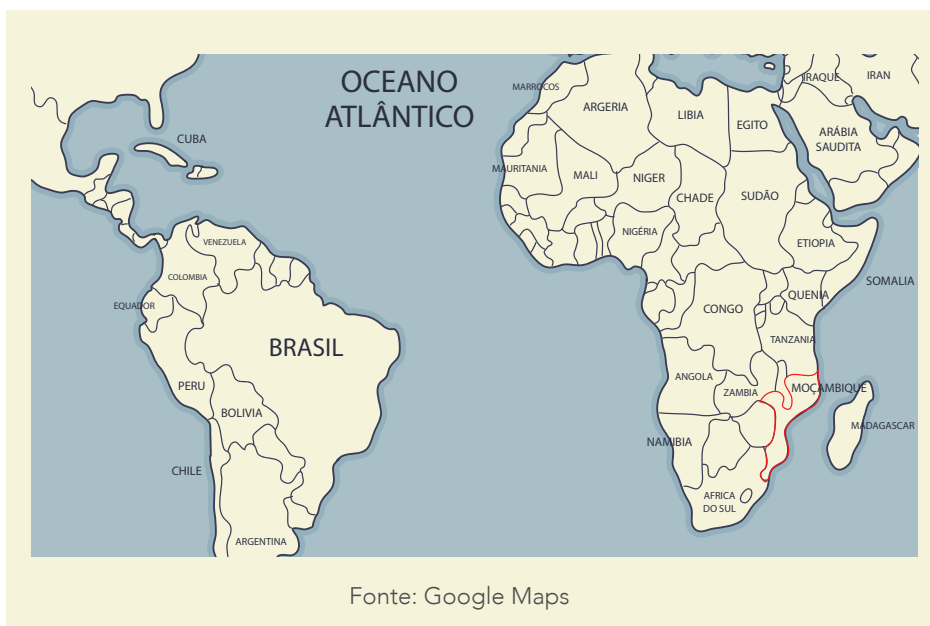 OCEANO
ATLÂNTICO
CUBA
VENEZUELA
COLOMBIA
EQUADOR
BRASIL
PERU
BOLIVIA
CHILE
ARGENTINA
MARROCOS
ARGERIA
LIBIA
EGITO
IRAQUE
IRAN
ARÁBIA
SAUDITA
MAURITANIA
MALI
NIGER
CHADE
SUDÃO
NIGÉRIA
ETIOPIA
SOMALIA
CONGO
QUENIA
TANZANIA
ANGOLA
ZAMBIA
MOÇAMBIQUE
MADAGASCAR
NAMIBIA
AFRICA
DO SUL
Fonte: Google Maps